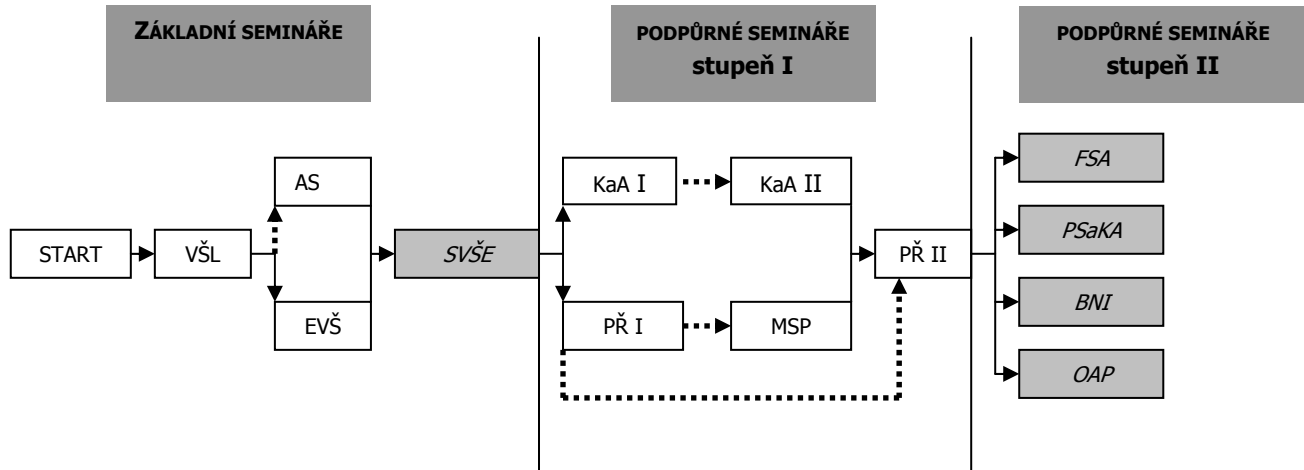 ZÁKLADNÍ SEMINÁŘE
PODPŮRNÉ SEMINÁŘE
stupeň I
PODPŮRNÉ SEMINÁŘE
stupeň II
START
VŠL
AS
EVŠ
SVŠE
KaA I
KaA II
PŘ I
MSP
PŘ II
FSA
PSaKA
BNI
OAP